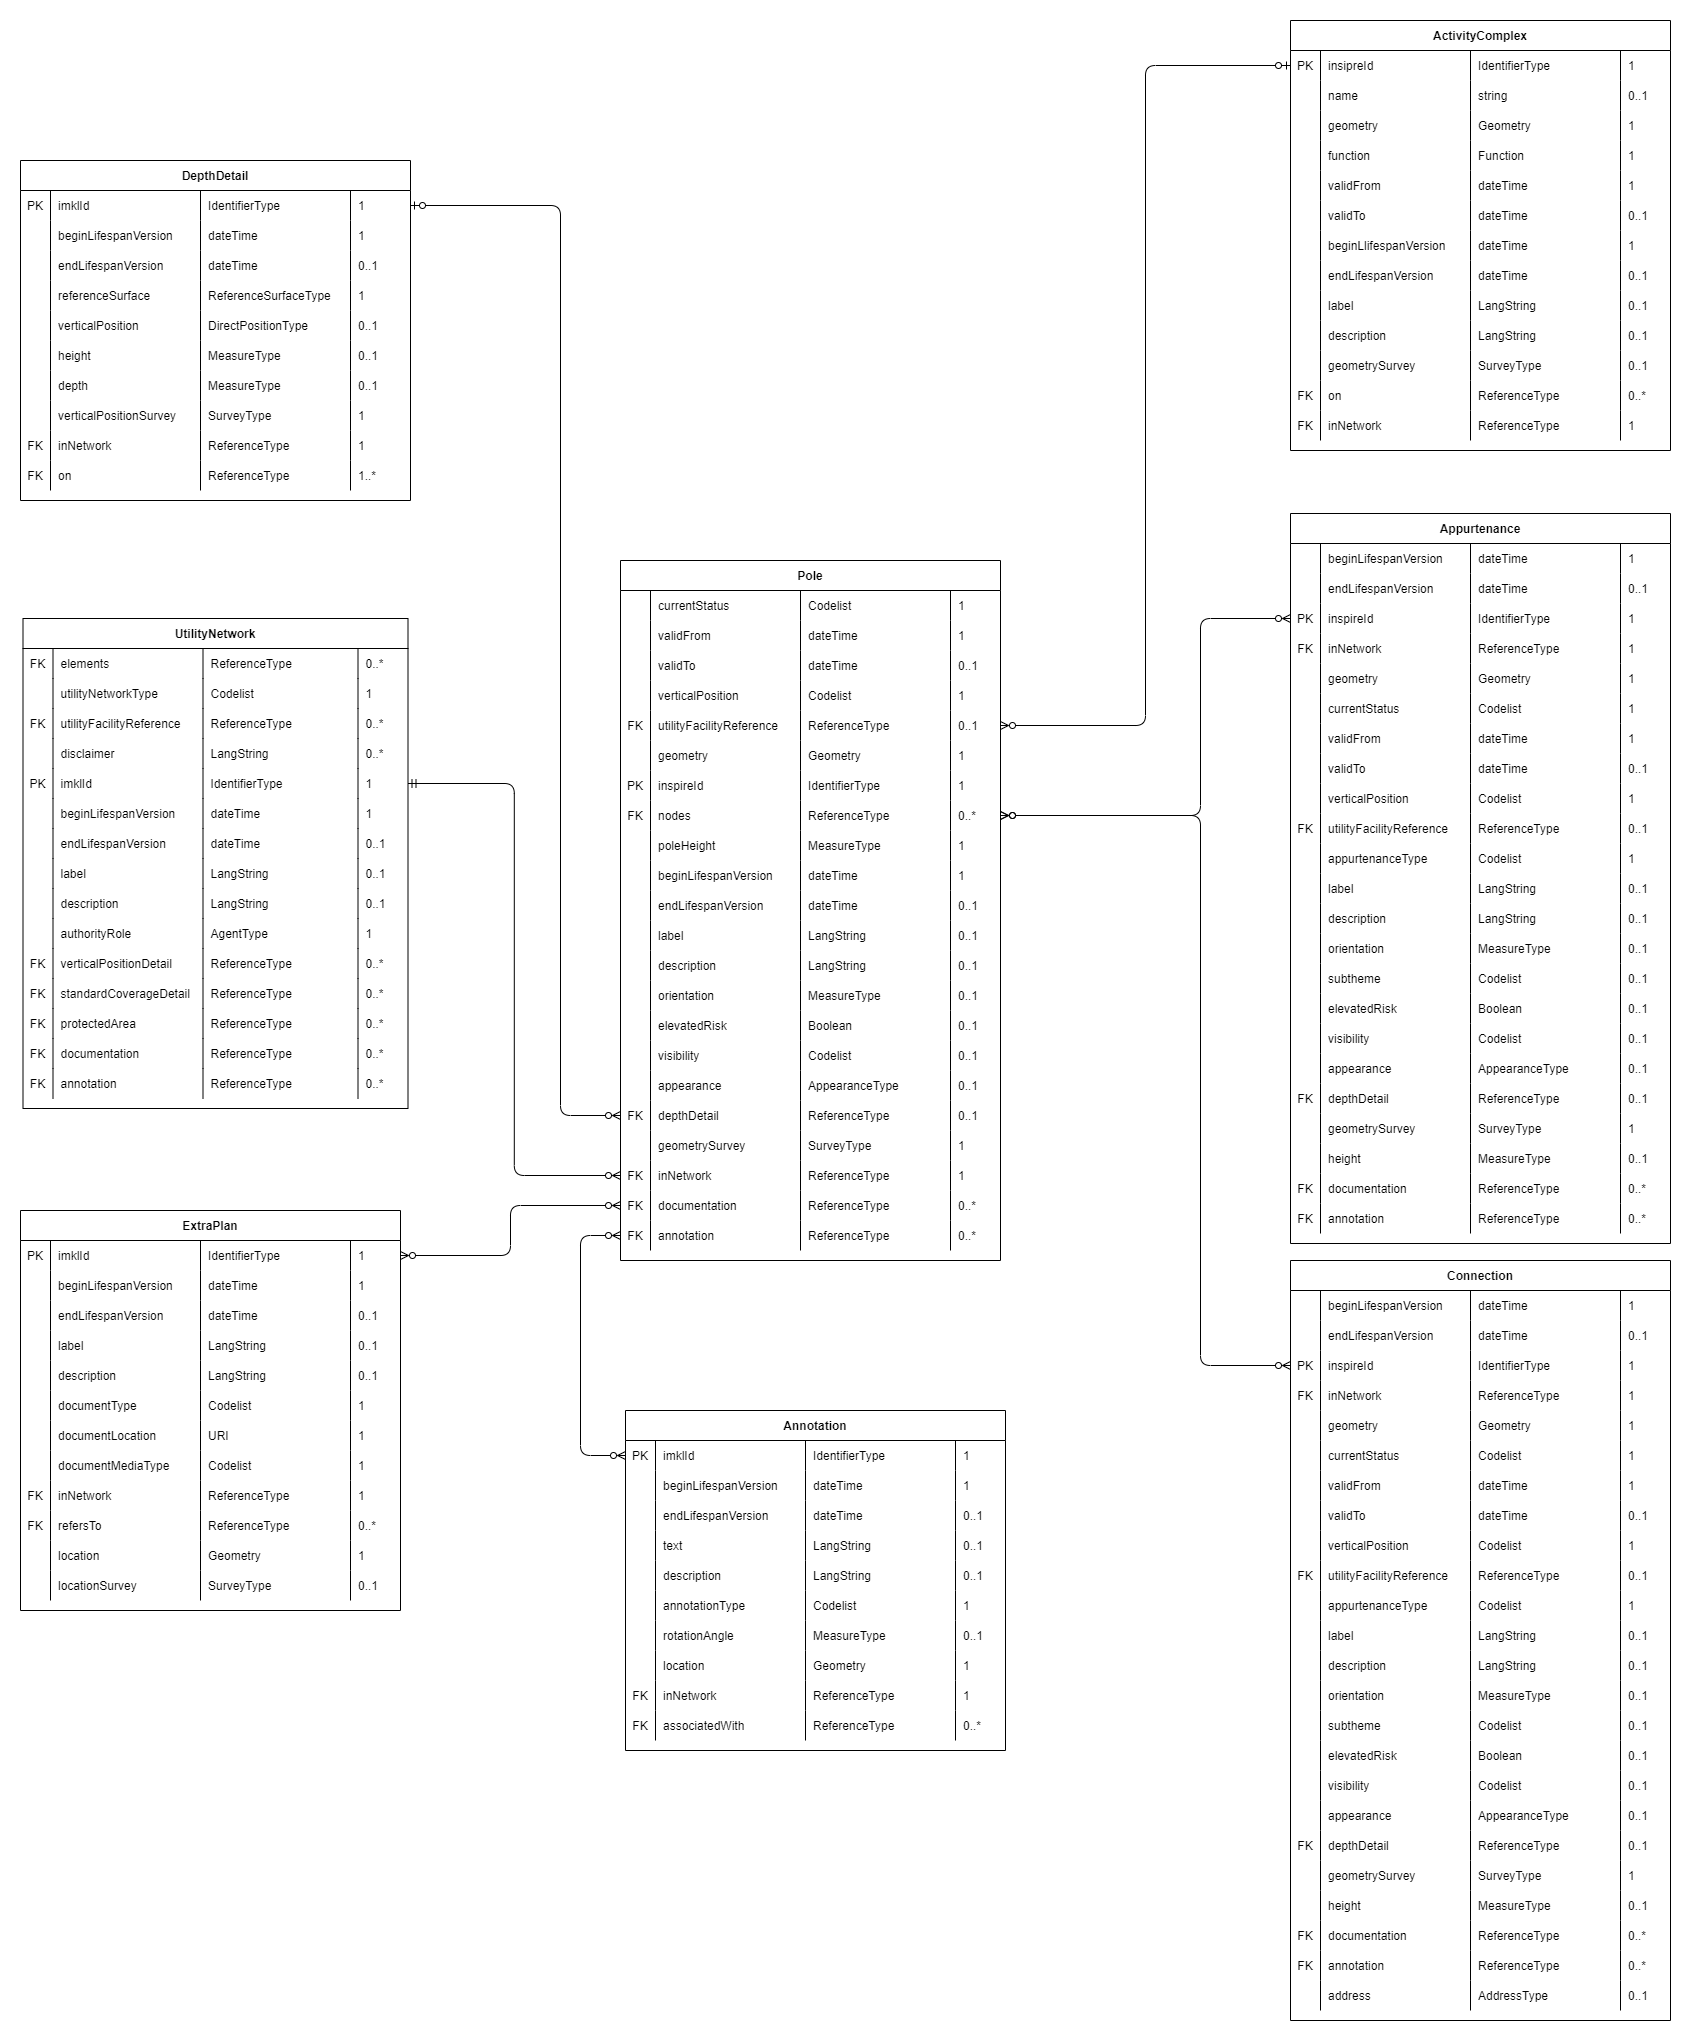 ActivityComplex
PK insipreId IdentifierType 1
name string 0..1
geometry Geometry 1
function Function 1
validFrom dateTime 1
validTo dateTime 0..1
beginLlifespanVersion dateTime 1
endLifespanVersion dateTime 0..1
label LangString 0..1
description LangString 0..1
geometrySurvey SurveyType 0..1
FK on ReferenceType 0..*
FK inNetwork ReferenceType 1
DepthDetail
PK imklId IdentifierType 1
beginLifespanVersion dateTime 1
endLifespanVersion dateTime 0..1
referenceSurface ReferenceSurfaceType 1
verticalPosition DirectPositionType 0..1
height MeasureType 0..1
depth MeasureType 0..1
verticalPositionSurvey SurveyType 1
FK inNetwork ReferenceType 1
FK on ReferenceType 1..*
UtilityNetwork
FK elements ReferenceType 0..*
utilityNetworkType Codelist 1
FK utilityFacilityReference ReferenceType 0..*
disclaimer LangString 0..*
PK imklId IdentifierType 1
beginLifespanVersion dateTime 1
endLifespanVersion dateTime 0..1
label LangString 0..1
description LangString 0..1
authorityRole AgentType 1
FK verticalPositionDetail ReferenceType 0..*
FK standardCoverageDetail ReferenceType 0..*
FK protectedArea ReferenceType 0..*
FK documentation ReferenceType 0..*
FK annotation ReferenceType 0..*
Pole
currentStatus Codelist 1
validFrom dateTime 1
validTo dateTime 0..1
verticalPosition Codelist 1
FK utilityFacilityReference ReferenceType 0..1
geometry Geometry 1
PK inspireId IdentifierType 1
FK nodes ReferenceType 0..*
poleHeight MeasureType 1
beginLifespanVersion dateTime 1
endLifespanVersion dateTime 0..1
label LangString 0..1
description LangString 0..1
orientation MeasureType 0..1
elevatedRisk Boolean 0..1
visibility Codelist 0..1
appearance AppearanceType 0..1
FK depthDetail ReferenceType 0..1
geometrySurvey SurveyType 1
FK inNetwork ReferenceType 1
FK documentation ReferenceType 0..*
FK annotation ReferenceType 0..*
Appurtenance
beginLifespanVersion dateTime 1
endLifespanVersion dateTime 0..1
PK inspireId IdentifierType 1
FK inNetwork ReferenceType 1
geometry Geometry 1
currentStatus Codelist 1
validFrom dateTime 1
validTo dateTime 0..1
verticalPosition Codelist 1
FK utilityFacilityReference ReferenceType 0..1
appurtenanceType Codelist 1
label LangString 0..1
description LangString 0..1
orientation MeasureType 0..1
subtheme Codelist 0..1
elevatedRisk Boolean 0..1
visibility Codelist 0..1
appearance AppearanceType 0..1
FK depthDetail ReferenceType 0..1
geometrySurvey SurveyType 1
height MeasureType 0..1
FK documentation ReferenceType 0..*
FK annotation ReferenceType 0..*
ExtraPlan
PK imklId IdentifierType 1
beginLifespanVersion dateTime 1
endLifespanVersion dateTime 0..1
label LangString 0..1
description LangString 0..1
documentType Codelist 1
documentLocation URI 1
documentMediaType Codelist 1
FK inNetwork ReferenceType 1
FK refersTo ReferenceType 0..*
location Geometry 1
locationSurvey SurveyType 0..1
Annotation
PK imklId IdentifierType 1
beginLifespanVersion dateTime 1
endLifespanVersion dateTime 0..1
text LangString 0..1
description LangString 0..1
annotationType Codelist 1
rotationAngle MeasureType 0..1
location Geometry 1
FK inNetwork ReferenceType 1
FK associatedWith ReferenceType 0..*
Connection
beginLifespanVersion dateTime 1
endLifespanVersion dateTime 0..1
PK inspireId IdentifierType 1
FK inNetwork ReferenceType 1
geometry Geometry 1
currentStatus Codelist 1
validFrom dateTime 1
validTo dateTime 0..1
verticalPosition Codelist 1
FK utilityFacilityReference ReferenceType 0..1
appurtenanceType Codelist 1
label LangString 0..1
description LangString 0..1
orientation MeasureType 0..1
subtheme Codelist 0..1
elevatedRisk Boolean 0..1
visibility Codelist 0..1
appearance AppearanceType 0..1
FK depthDetail ReferenceType 0..1
geometrySurvey SurveyType 1
height MeasureType 0..1
FK documentation ReferenceType 0..*
FK annotation ReferenceType 0..*
address AddressType 0..1